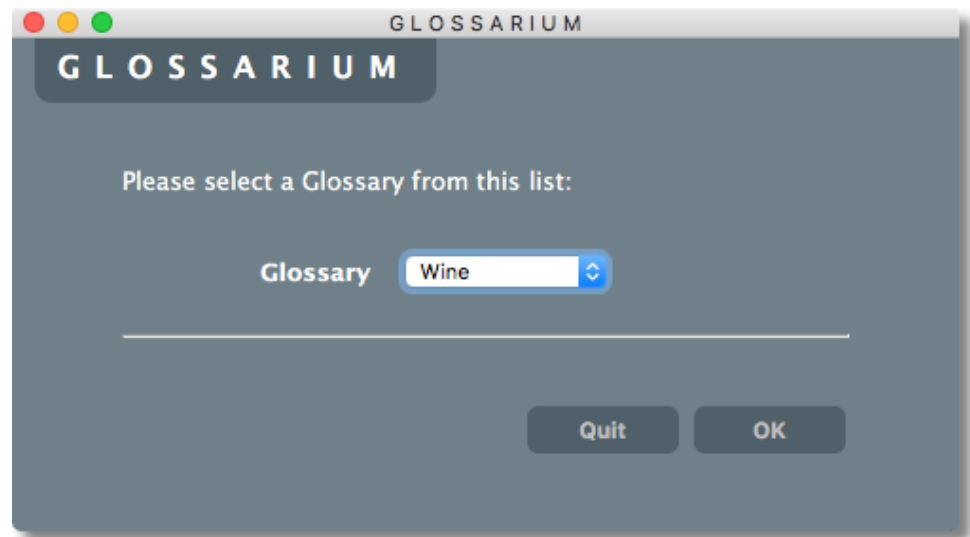 GLOSSARIUM
GLOSSARIUM
Please select a Glossary from this list:
Glossary Wine
Quit OK